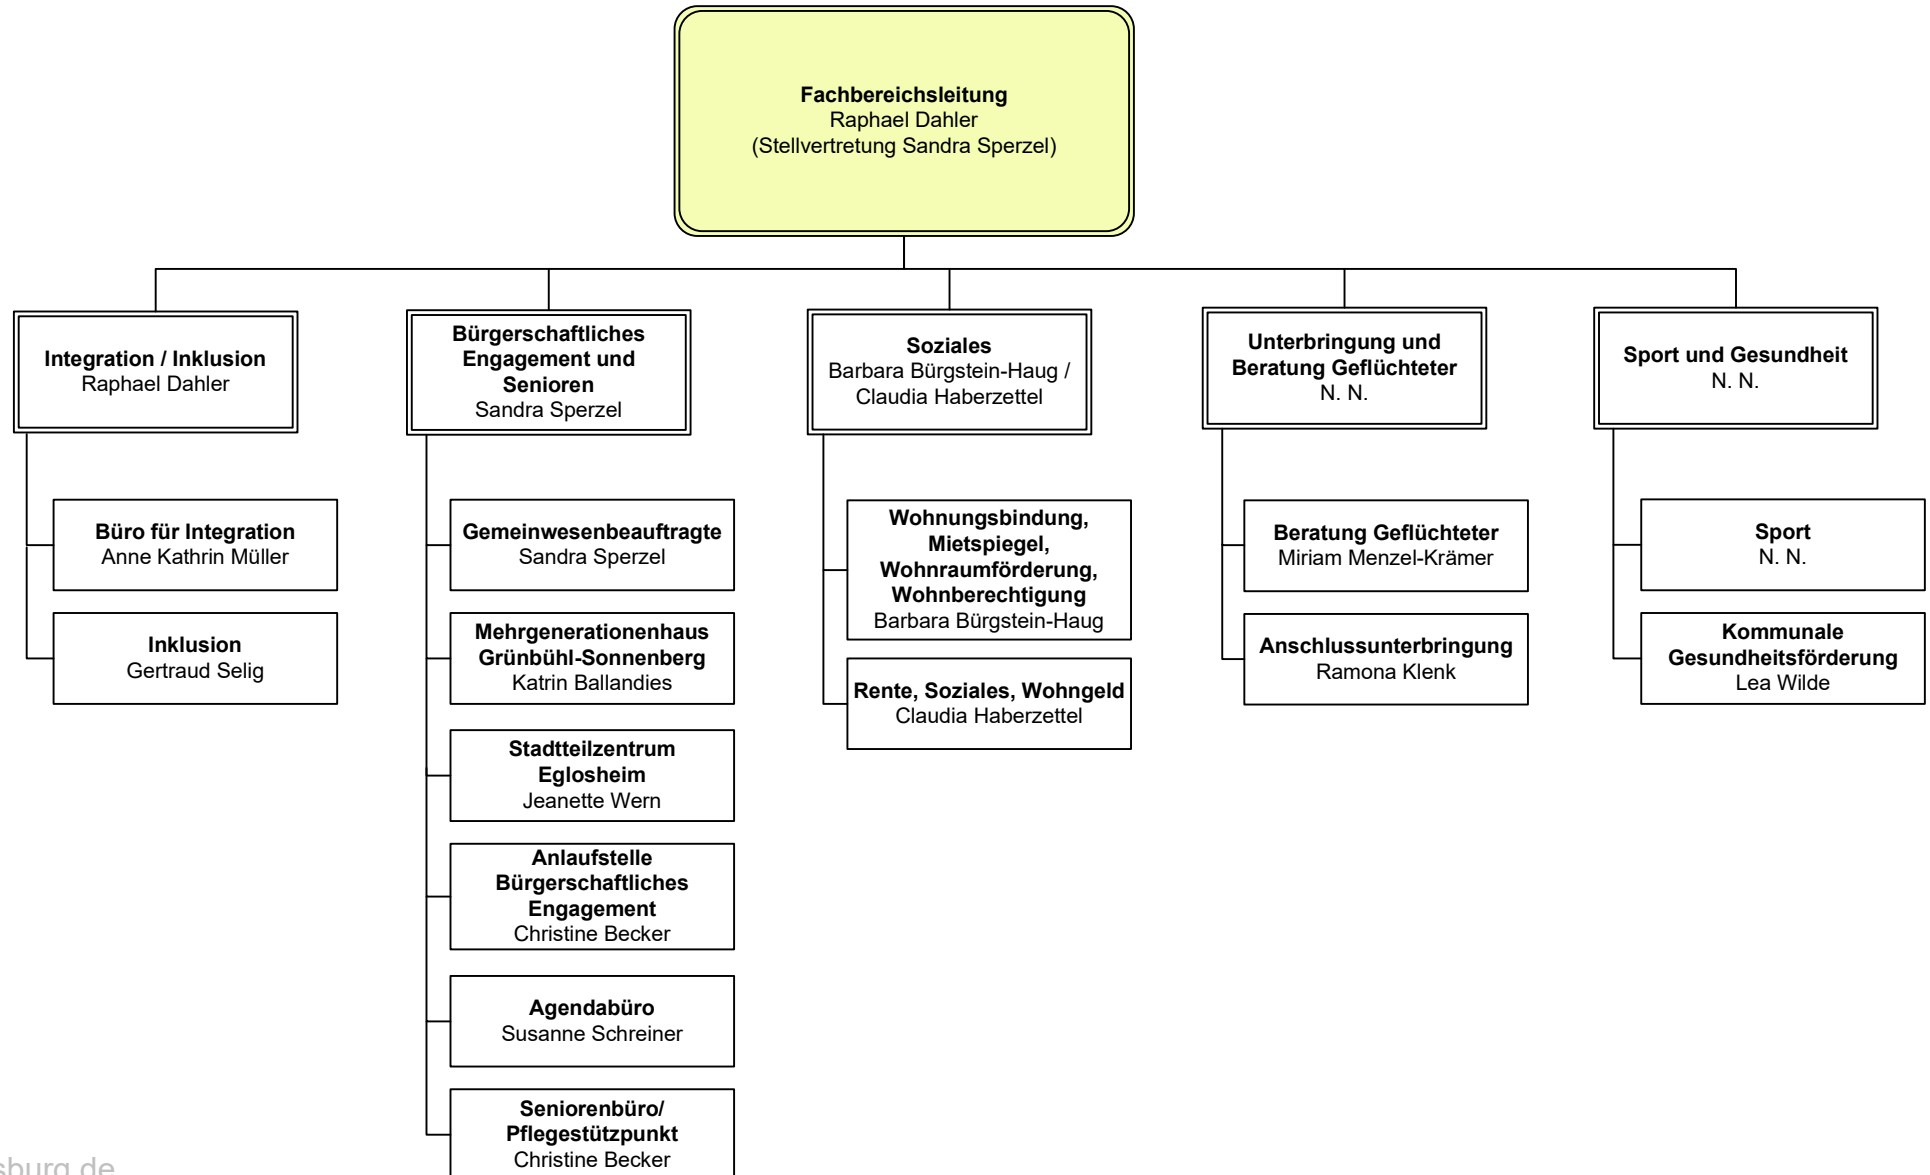 Fachbereichsleitung
Raphael Dahler
(Stellvertretung Sandra Sperzel)
Integration / Inklusion
Raphael Dahler
Büro für Integration
Anne Kathrin Müller
Inklusion
Gertraud Selig
Bürgerschaftliches
Engagement und
Senioren
Sandra Sperzel
Gemeinwesenbeauftragte
Sandra Sperzel
Mehrgenerationenhaus
Grünbühl-Sonnenberg
Katrin Ballandies
Stadtteilzentrum
Eglosheim
Jeanette Wern
Anlaufstelle
Bürgerschaftliches
Engagement
Christine Becker
Agendabüro
Susanne Schreiner
Seniorenbüro/
Pflegestützpunkt
Christine Becker
Soziales
Barbara Bürgstein-Haug /
Claudia Haberzettel
Wohnungsbindung,
Mietspiegel,
Wohnraumförderung,
Wohnberechtigung
Barbara Bürgstein-Haug
Rente, Soziales, Wohngeld
Claudia Haberzettel
Unterbringung und
Beratung Geflüchteter
N. N.
Beratung Geflüchteter
Miriam Menzel-Krämer
Anschlussunterbringung
Ramona Klenk
Sport und Gesundheit
N. N.
Sport
N. N.
Kommunale
Gesundheitsförderung
Lea Wilde
sburg.de